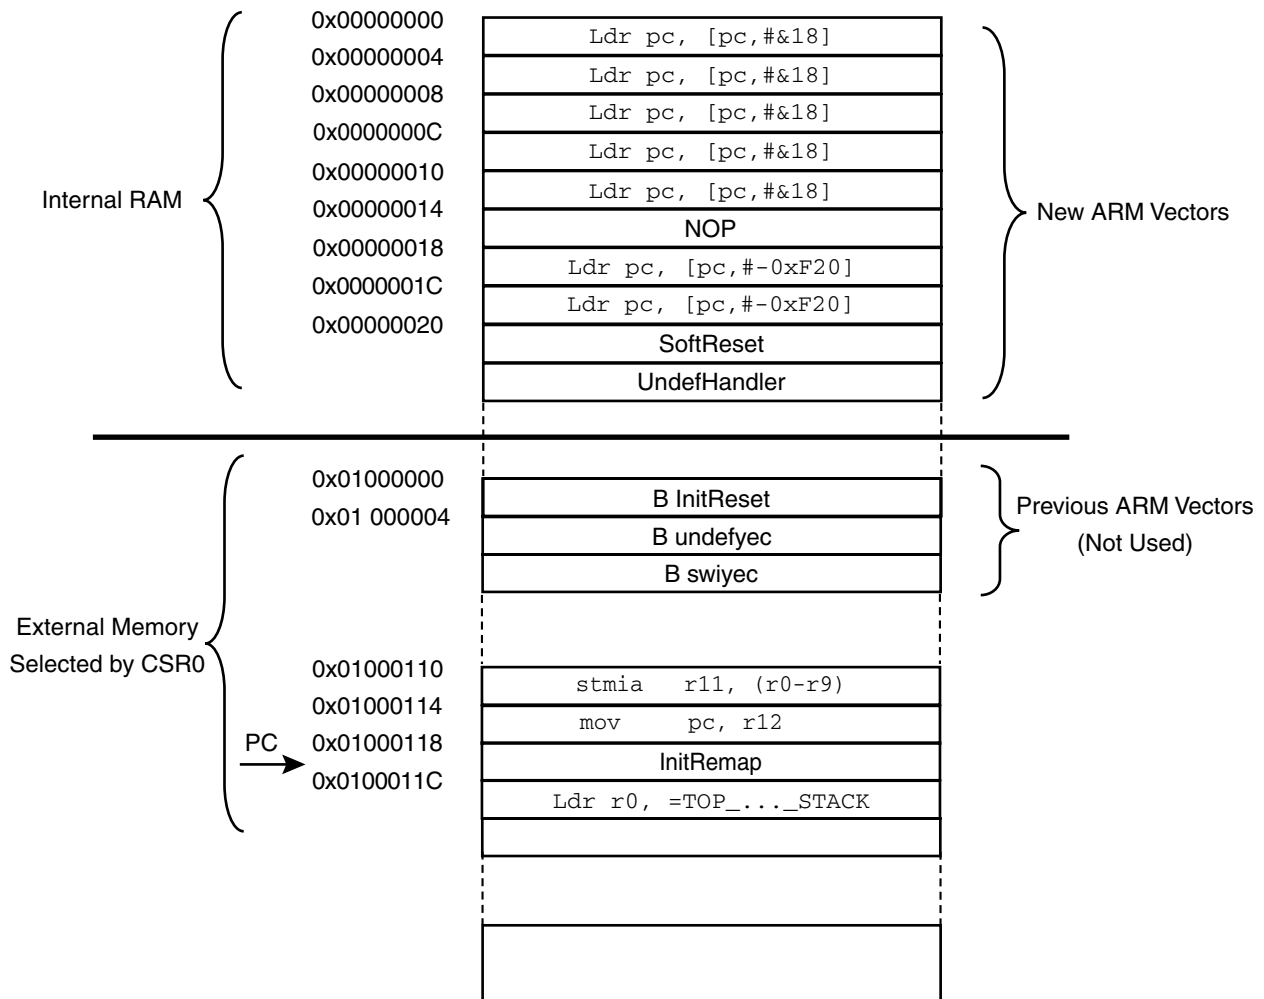 0x00000000
Ldr pc, [pc,#&18]
0x00000004
Ldr pc, [pc,#&18]
0x00000008
Ldr pc, [pc,#&18]
0x0000000C
Ldr pc, [pc,#&18]
0x00000010
Ldr pc, [pc,#&18]
Internal RAM
0x00000014
New ARM Vectors
NOP
0x00000018
Ldr pc, [pc,#-0xF20]
0x0000001C
Ldr pc, [pc,#-0xF20]
0x00000020
SoftReset
UndefHandler
0x01000000
B InitReset
Previous ARM Vectors
(Not Used)
0x01 000004
B undefyec
B swiyec
External Memory
Selected by CSR0
0x01000110
stmia r11, (r0-r9)
0x01000114
mov pc, r12
0x01000118
PC
InitRemap
0x0100011C
Ldr r0, =TOP_..._STACK